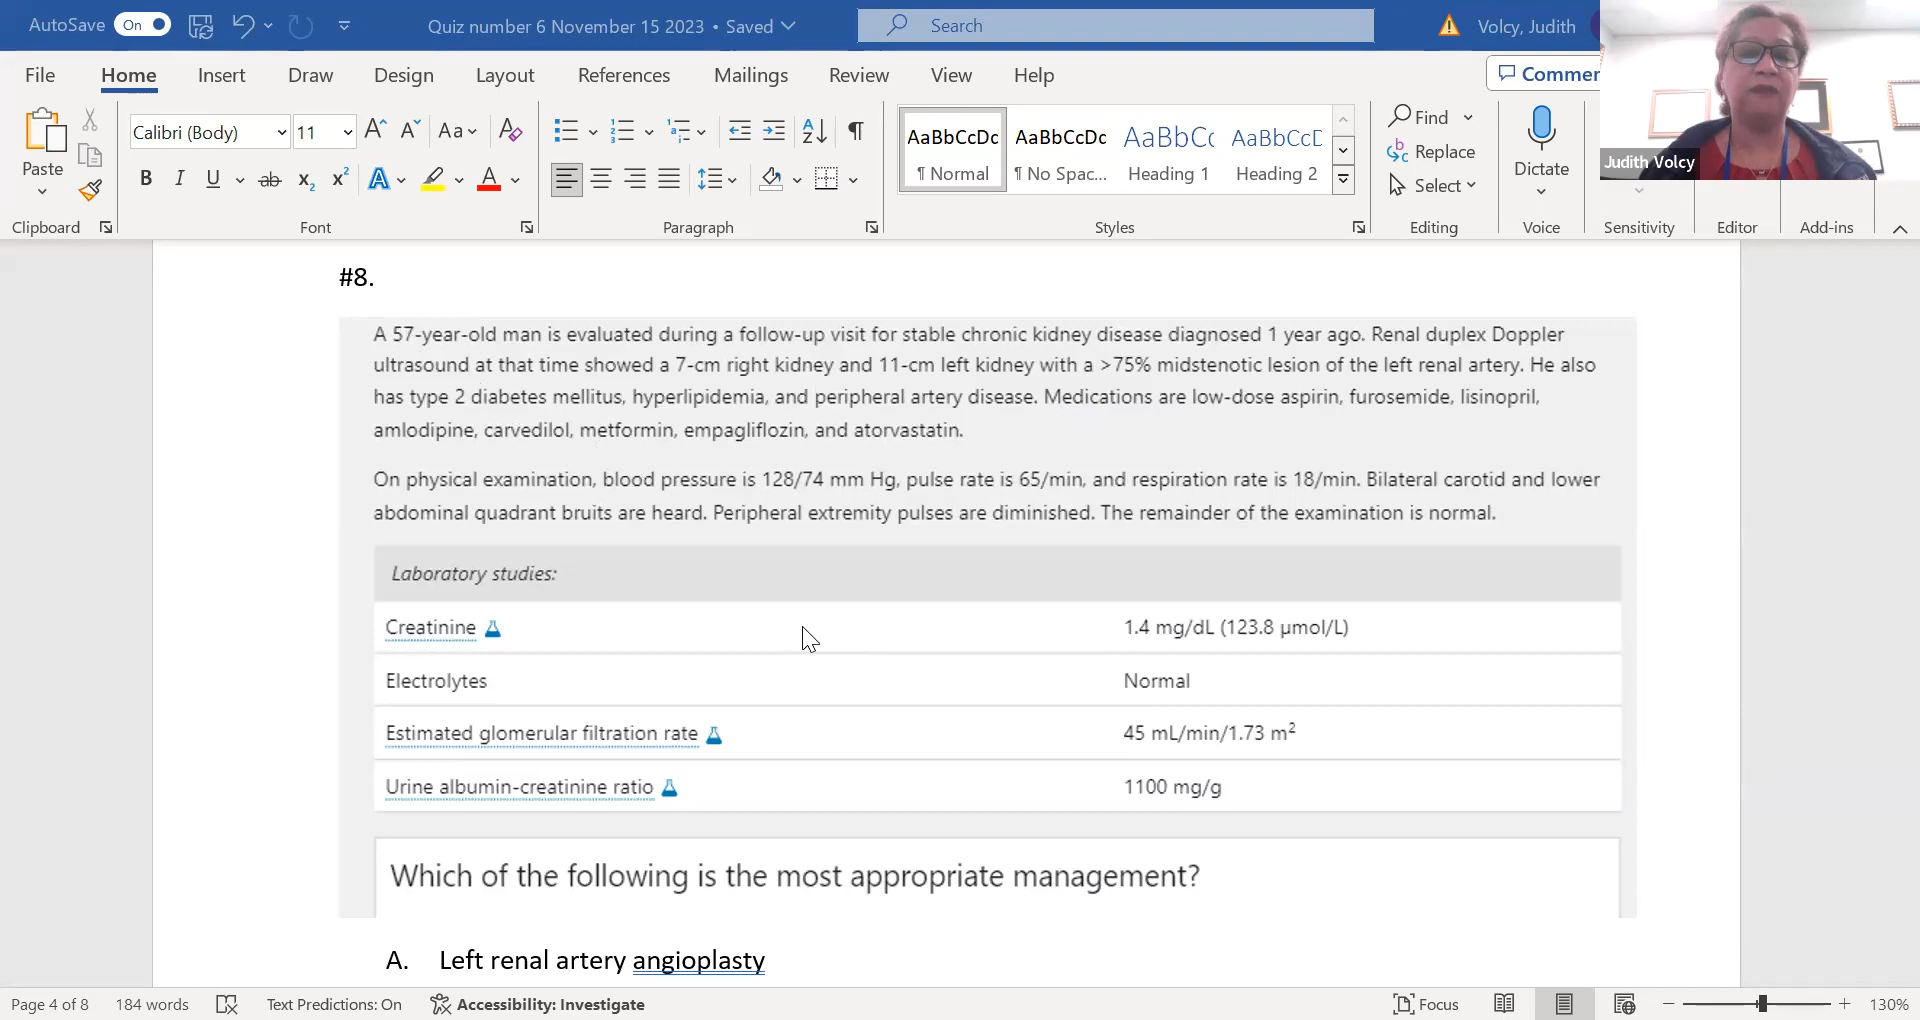 AutoSave On Quiz number 6 November 15 2023 • Saved Search Volcy, Judith
File Home Insert Draw Design Layout References Mailings Review View Help Commer
Calibri (Body) 11 Aa AaBbCcDc AaBbCcDc AaBbCc AaBbCcD Find
Paste Replace
B I U ab x₂ x² A A ¶ Normal ¶ No Spac... Heading 1 Heading 2 Select Dictate Judith Volcy
Clipboard Font Paragraph Styles Editing Voice Sensitivity Editor Add-ins
#8.
A 57-year-old man is evaluated during a follow-up visit for stable chronic kidney disease diagnosed 1 year ago. Renal duplex Doppler
ultrasound at that time showed a 7-cm right kidney and 11-cm left kidney with a >75% midstenotic lesion of the left renal artery. He also
has type 2 diabetes mellitus, hyperlipidemia, and peripheral artery disease. Medications are low-dose aspirin, furosemide, lisinopril,
amlodipine, carvedilol, metformin, empagliflozin, and atorvastatin.
On physical examination, blood pressure is 128/74 mm Hg, pulse rate is 65/min, and respiration rate is 18/min. Bilateral carotid and lower
abdominal quadrant bruits are heard. Peripheral extremity pulses are diminished. The remainder of the examination is normal.
Laboratory studies:
Creatinine 1.4 mg/dL (123.8 µmol/L)
Electrolytes Normal
Estimated glomerular filtration rate 45 mL/min/1.73 m²
Urine albumin-creatinine ratio 1100 mg/g
Which of the following is the most appropriate management?
A. Left renal artery angioplasty
Page 4 of 8 184 words Text Predictions: On Accessibility: Investigate Focus 130%